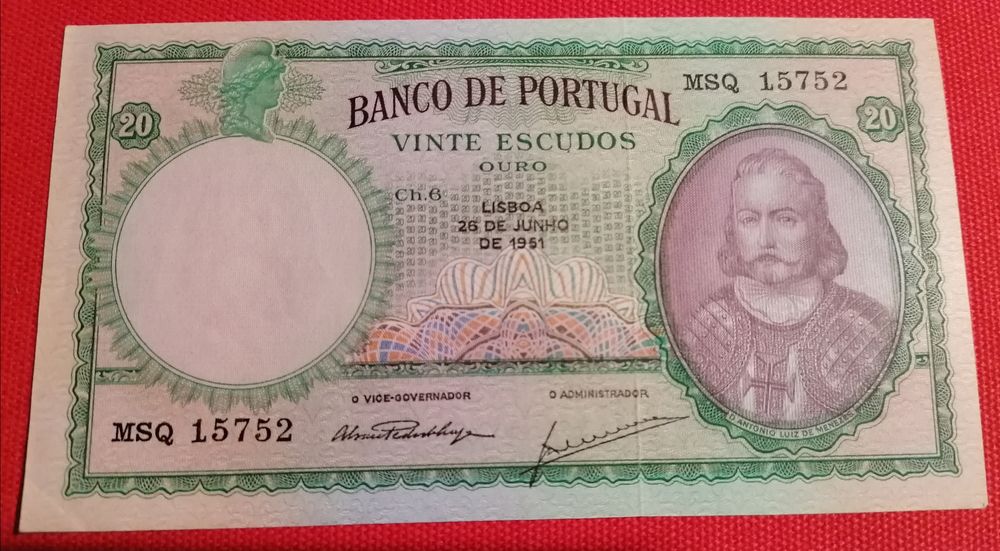 BANCO DE PORTUGAL
MSQ 15752
20
20
VINTE ESCUDOS
OURO
Ch. 6
LISBOA
26 DE JUNHO
DE 1951
O VICE-GOVERNADOR
O ADMINISTRADOR
MSQ 15752
D. ANTONIO LUIZ DE MENEZES